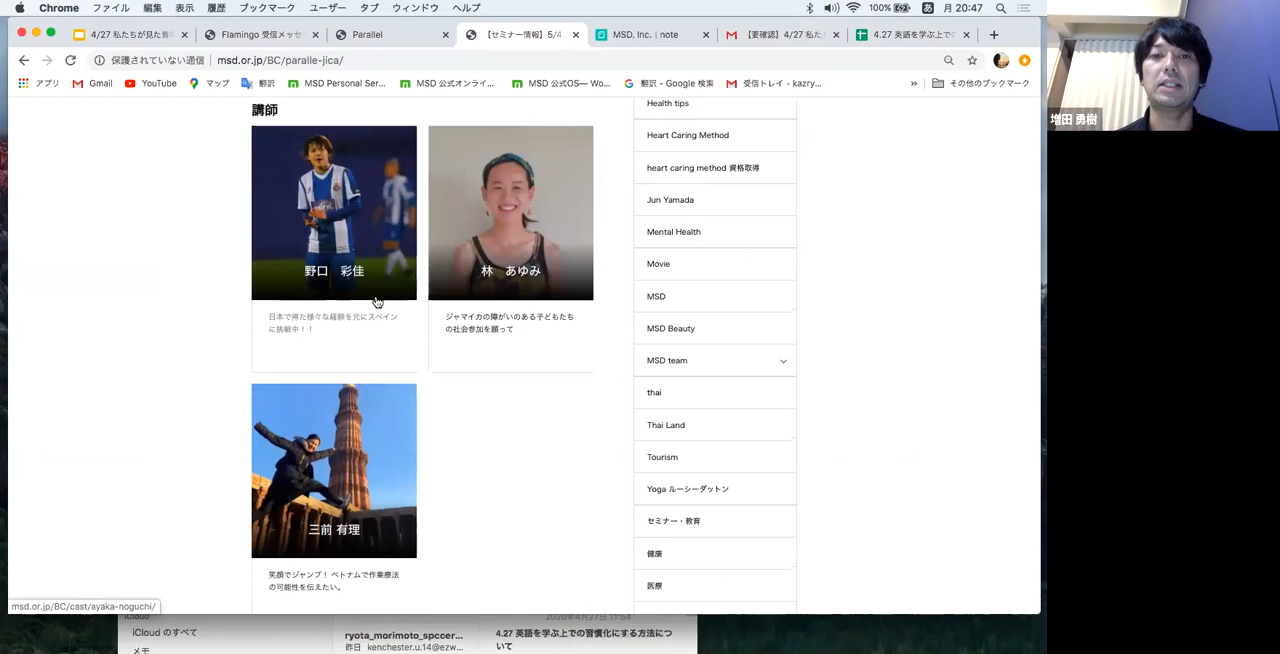 Chrome ファイル 編集 表示 履歴 ブックマーク ユーザー タブ ウィンドウ ヘルプ 100% あ 月 20:47
4/27 私たちが見た青年
Flamingo 受信メッセー
Parallel
【セミナー情報】5/4
MSD, Inc.｜note
【要確認】4/27 私た
4.27 英語を学ぶ上での
保護されていない通信 | msd.or.jp/BC/paralle-jica/
アプリ Gmail YouTube マップ 翻訳 MSD Personal Ser... MSD 公式オンライ... MSD 公式OS— Wo... 翻訳 - Google 検索 受信トレイ - kazry... » その他のブックマーク
講師
野口 彩佳
日本で得た様々な経験を元にスペイン
に挑戦中！！
林 あゆみ
ジャマイカの障がいのある子どもたち
の社会参加を願って
三前 有理
笑顔でジャンプ！ ベトナムで作業療法
の可能性を伝えたい。
Health tips
Heart Caring Method
heart caring method 資格取得
Jun Yamada
Mental Health
Movie
MSD
MSD Beauty
MSD team
thai
Thai Land
Tourism
Yoga ルーシーダットン
セミナー・教育
健康
医療
msd.or.jp/BC/cast/ayaka-noguchi/
iCloud
iCloud のすべて
メモ
2020年4月27日 11:54
ryota_morimoto_spccer...
昨日 kenchester.u.14@ezw...
4.27 英語を学ぶ上での習慣化にする方法につ
いて
増田 勇樹